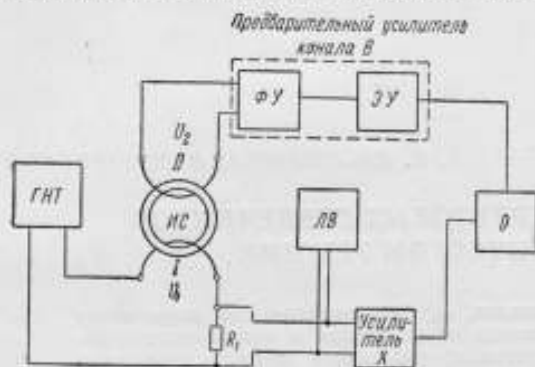 Предварительный усилитель
канала В
ФУ
ЭУ
U₂
D
ГНТ
ИС
ЛВ
О
I
R₁
Усили-
тель
X